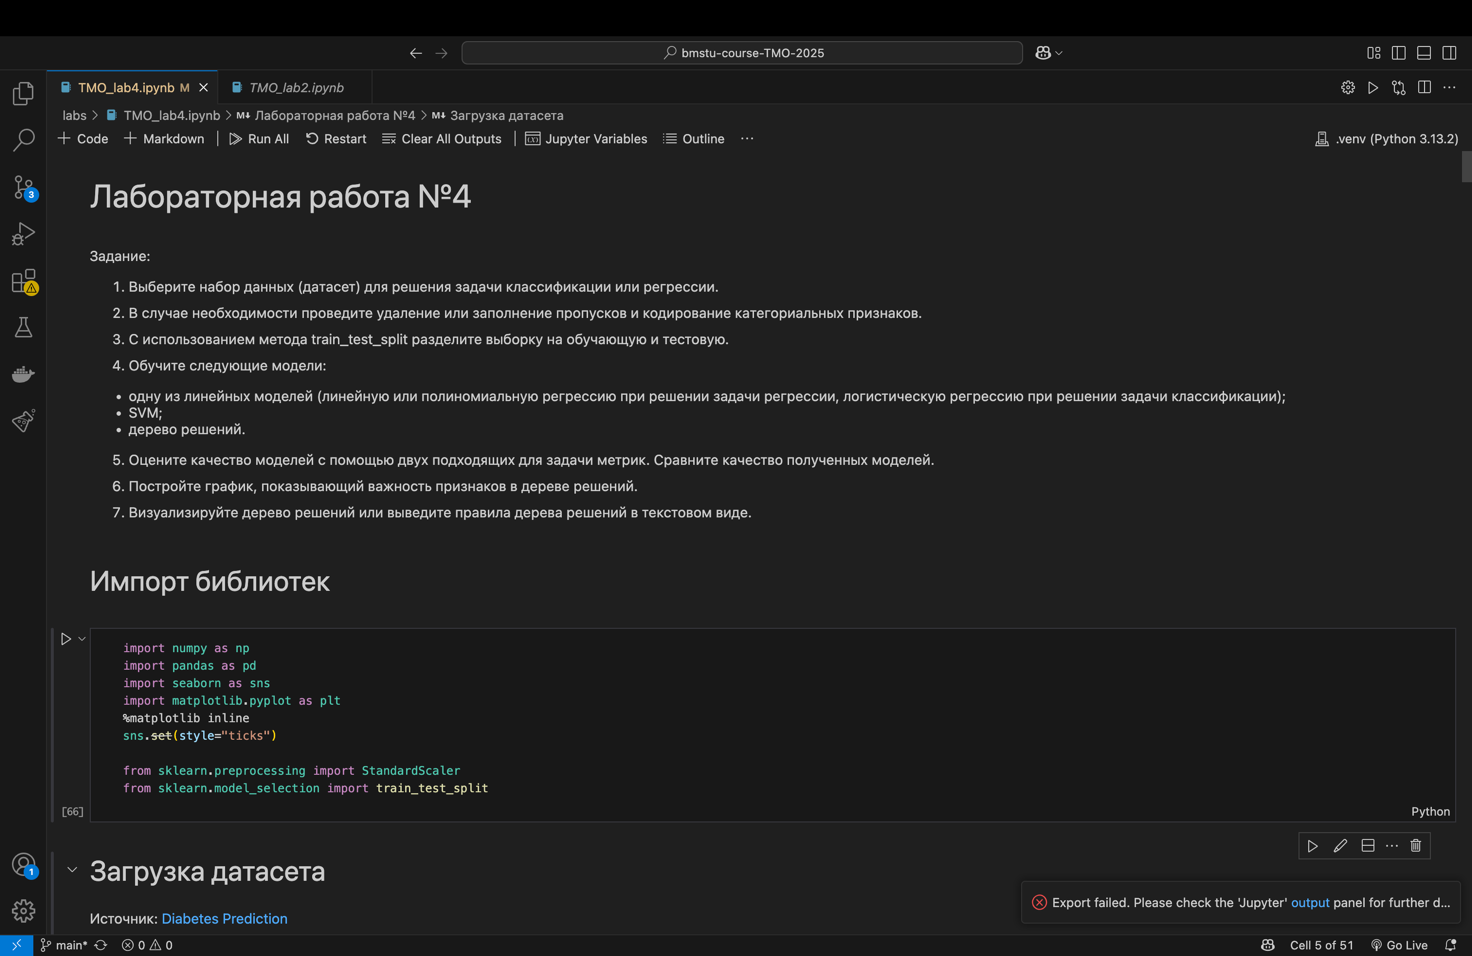 bmstu-course-TMO-2025
TMO_lab4.ipynb M
TMO_lab2.ipynb
labs > TMO_lab4.ipynb > M↓ Лабораторная работа №4 > M↓ Загрузка датасета
+ Code + Markdown Run All Restart Clear All Outputs Jupyter Variables Outline ...
.venv (Python 3.13.2)
3
Лабораторная работа №4
Задание:
1. Выберите набор данных (датасет) для решения задачи классификации или регрессии.
2. В случае необходимости проведите удаление или заполнение пропусков и кодирование категориальных признаков.
3. С использованием метода train_test_split разделите выборку на обучающую и тестовую.
4. Обучите следующие модели:
• одну из линейных моделей (линейную или полиномиальную регрессию при решении задачи регрессии, логистическую регрессию при решении задачи классификации);
• SVM;
• дерево решений.
5. Оцените качество моделей с помощью двух подходящих для задачи метрик. Сравните качество полученных моделей.
6. Постройте график, показывающий важность признаков в дереве решений.
7. Визуализируйте дерево решений или выведите правила дерева решений в текстовом виде.
Импорт библиотек
import numpy as np
import pandas as pd
import seaborn as sns
import matplotlib.pyplot as plt
%matplotlib inline
sns.set(style="ticks")
from sklearn.preprocessing import StandardScaler
from sklearn.model_selection import train_test_split
[66]
Python
Загрузка датасета
1
Источник: Diabetes Prediction
Export failed. Please check the 'Jupyter' output panel for further d...
main* 0 0
Cell 5 of 51 Go Live